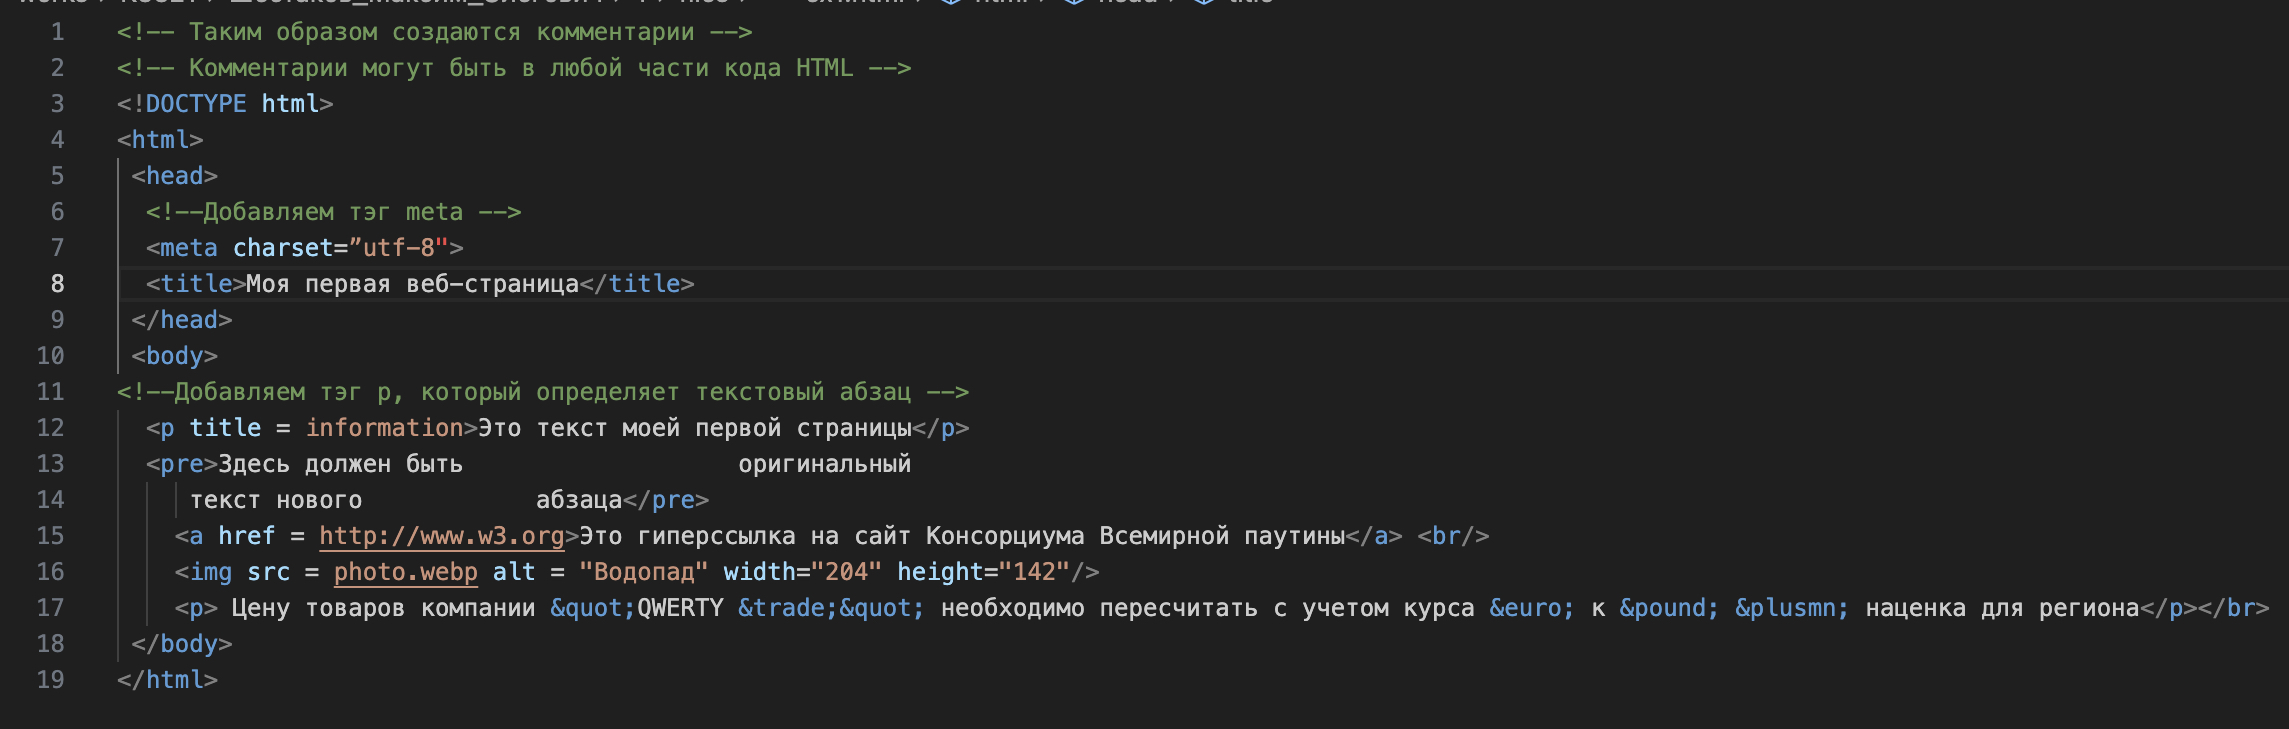 1 <!-- Таким образом создаются комментарии -->
2 <!-- Комментарии могут быть в любой части кода HTML -->
3 <!DOCTYPE html>
4 <html>
5 <head>
6 <!--Добавляем тэг meta -->
7 <meta charset=”utf-8">
8 <title>Моя первая веб-страница</title>
9 </head>
10 <body>
11 <!--Добавляем тэг p, который определяет текстовый абзац -->
12 <p title = information>Это текст моей первой страницы</p>
13 <pre>Здесь должен быть                   оригинальный
14 текст нового            абзаца</pre>
15 <a href = http://www.w3.org>Это гиперссылка на сайт Консорциума Всемирной паутины</a> <br/>
16 <img src = photo.webp alt = "Водопад" width="204" height="142"/>
17 <p> Цену товаров компании &quot;QWERTY &trade;&quot; необходимо пересчитать с учетом курса &euro; к &pound; &plusmn; наценка для региона</p></br>
18 </body>
19 </html>